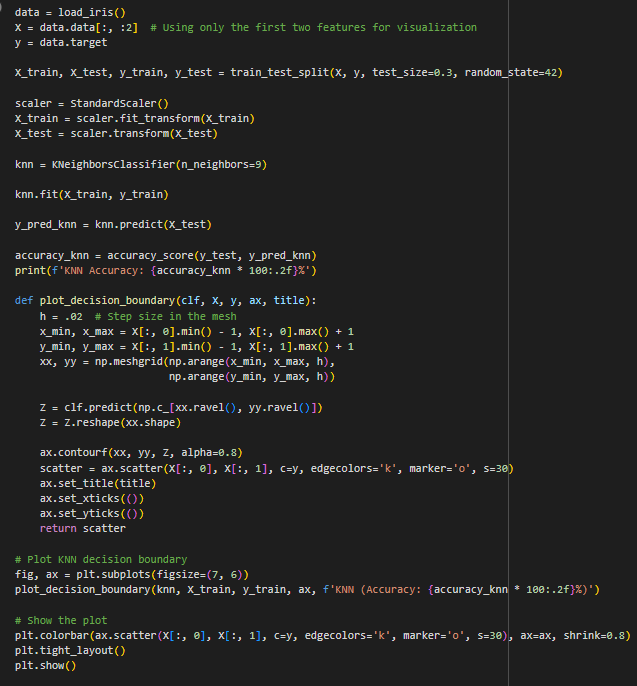 data = load_iris()
X = data.data[:, :2]  # Using only the first two features for visualization
y = data.target

X_train, X_test, y_train, y_test = train_test_split(X, y, test_size=0.3, random_state=42)

scaler = StandardScaler()
X_train = scaler.fit_transform(X_train)
X_test = scaler.transform(X_test)

knn = KNeighborsClassifier(n_neighbors=9)

knn.fit(X_train, y_train)

y_pred_knn = knn.predict(X_test)

accuracy_knn = accuracy_score(y_test, y_pred_knn)
print(f'KNN Accuracy: {accuracy_knn * 100:.2f}%')

def plot_decision_boundary(clf, X, y, ax, title):
    h = .02  # Step size in the mesh
    x_min, x_max = X[:, 0].min() - 1, X[:, 0].max() + 1
    y_min, y_max = X[:, 1].min() - 1, X[:, 1].max() + 1
    xx, yy = np.meshgrid(np.arange(x_min, x_max, h),
                         np.arange(y_min, y_max, h))

    Z = clf.predict(np.c_[xx.ravel(), yy.ravel()])
    Z = Z.reshape(xx.shape)

    ax.contourf(xx, yy, Z, alpha=0.8)
    scatter = ax.scatter(X[:, 0], X[:, 1], c=y, edgecolors='k', marker='o', s=30)
    ax.set_title(title)
    ax.set_xticks(())
    ax.set_yticks(())
    return scatter

# Plot KNN decision boundary
fig, ax = plt.subplots(figsize=(7, 6))
plot_decision_boundary(knn, X_train, y_train, ax, f'KNN (Accuracy: {accuracy_knn * 100:.2f}%)')

# Show the plot
plt.colorbar(ax.scatter(X[:, 0], X[:, 1], c=y, edgecolors='k', marker='o', s=30), ax=ax, shrink=0.8)
plt.tight_layout()
plt.show()